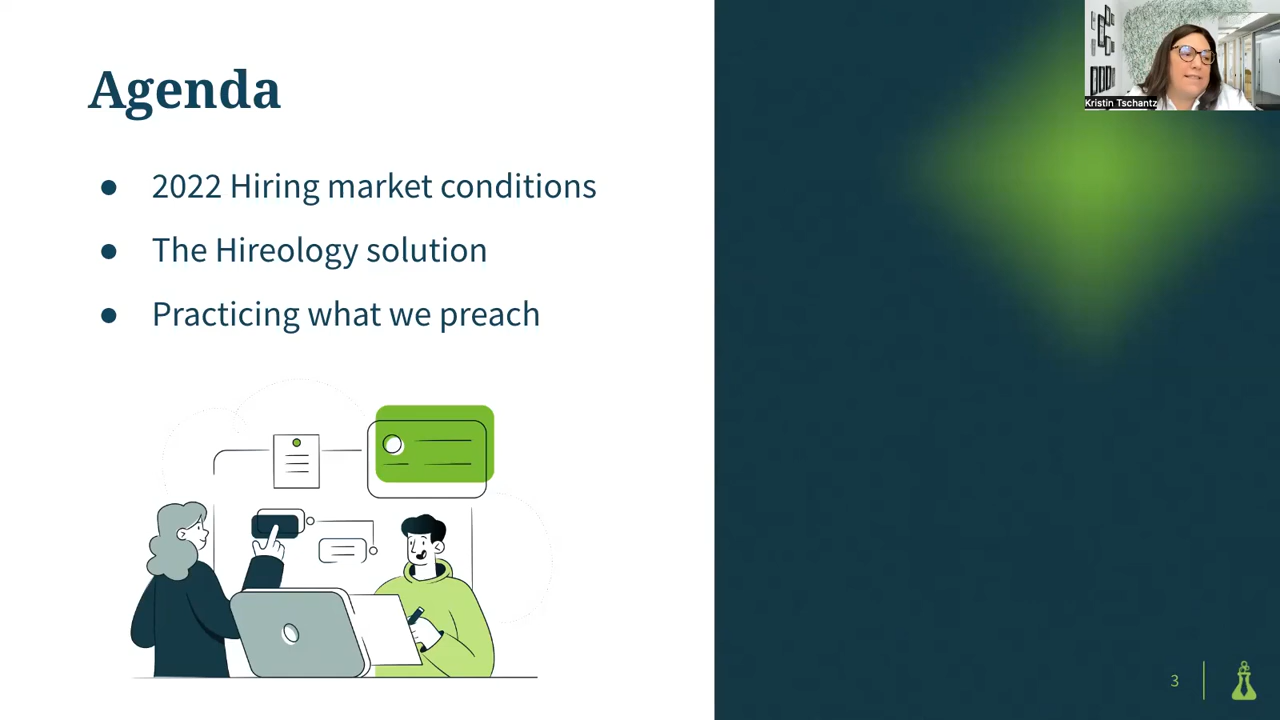 Agenda
● 2022 Hiring market conditions
● The Hireology solution
● Practicing what we preach
Kristin Tschantz
3